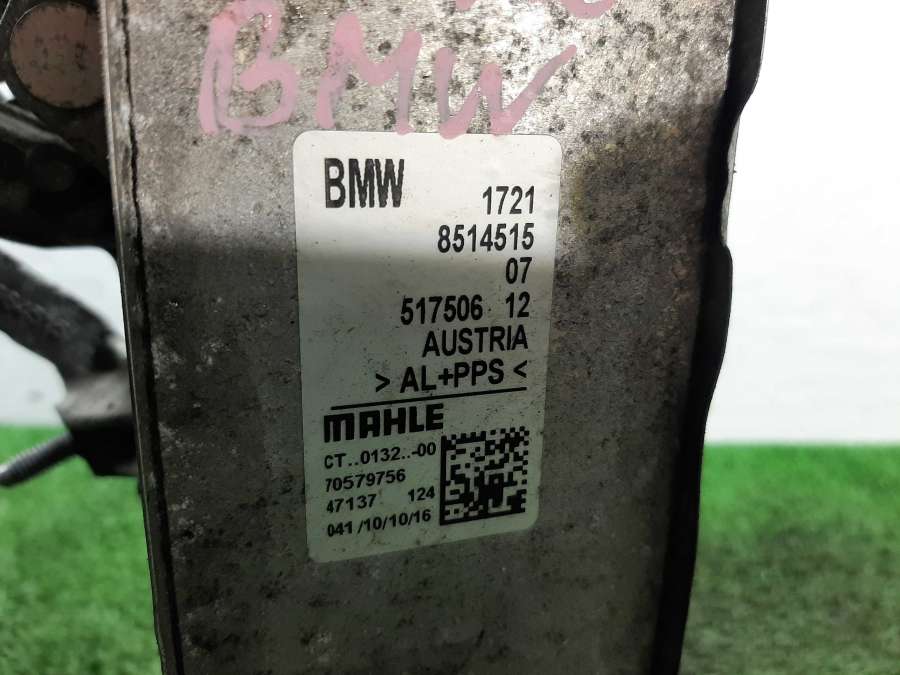 BMW
BMW 1721
8514515
07
517506 12
AUSTRIA
> AL+PPS <
MAHLE
CT..0132..-00
70579756
47137 124
041 /10/10/16